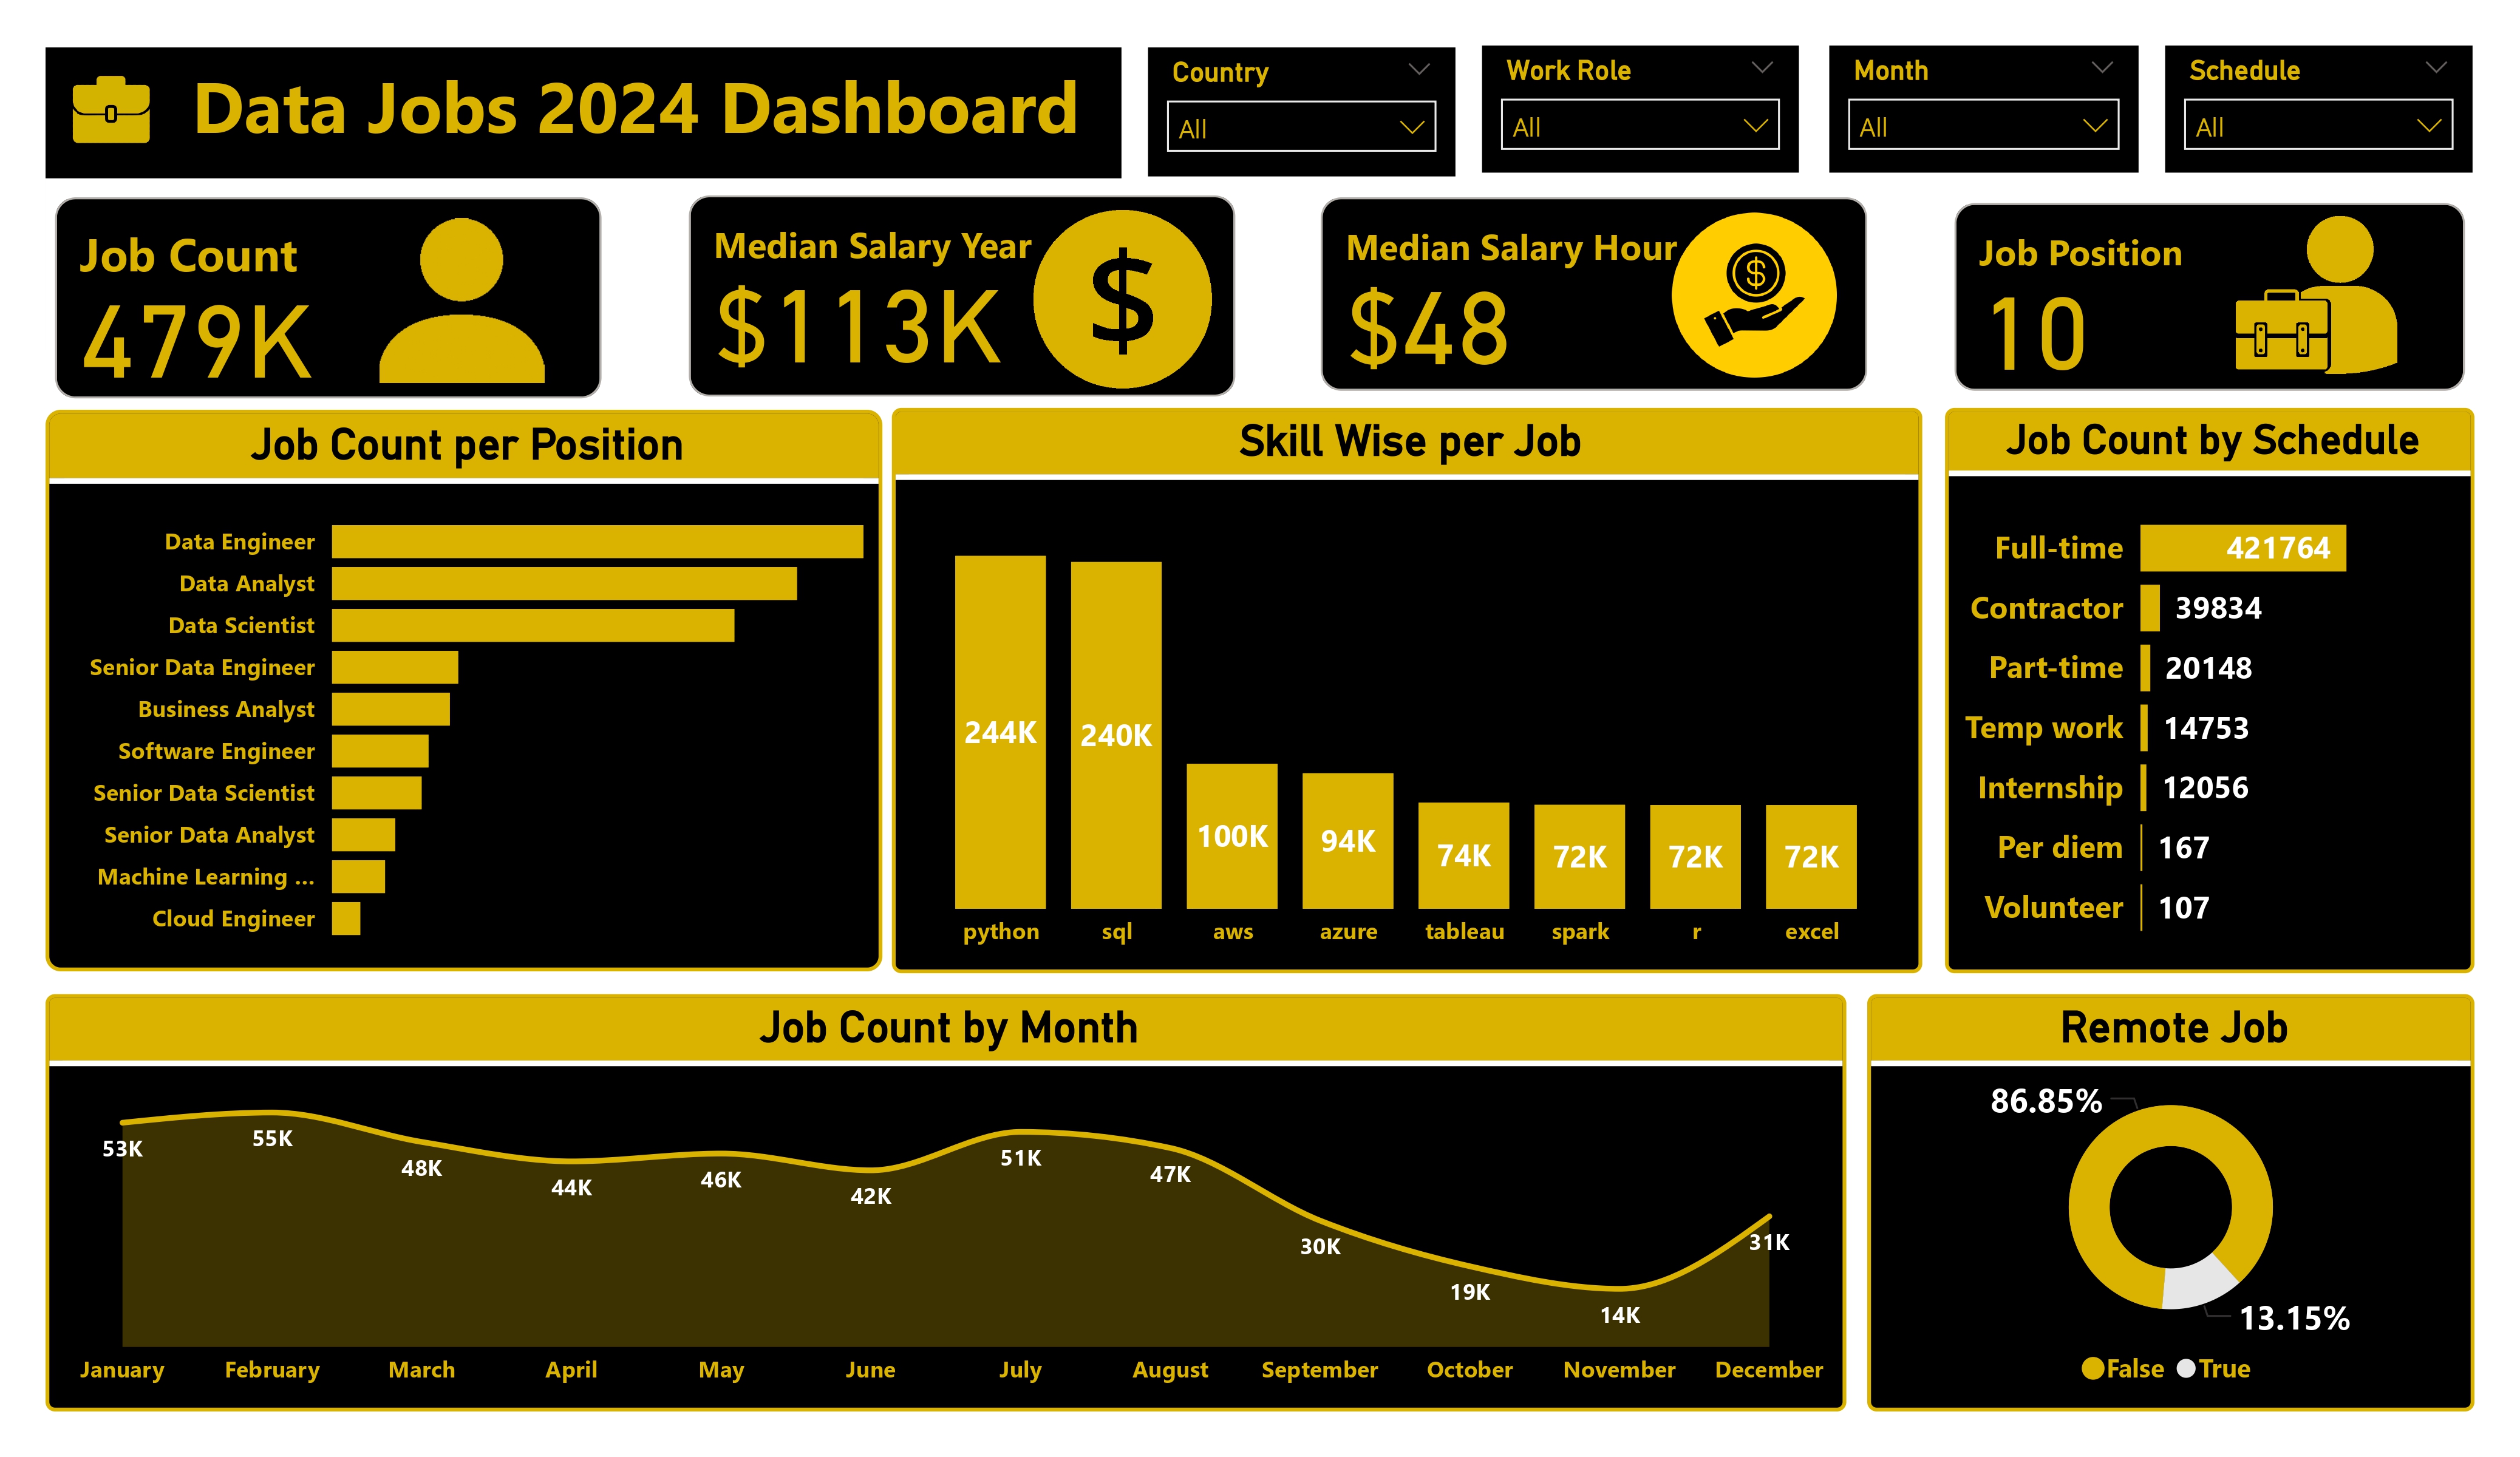 Data Jobs 2024 Dashboard
Country
All
Work Role
All
Month
All
Schedule
All
Job Count
479K
Median Salary Year
$113K
$
Median Salary Hour
$48
$
Job Position
10
Job Count per Position
Data Engineer
Data Analyst
Data Scientist
Senior Data Engineer
Business Analyst
Software Engineer
Senior Data Scientist
Senior Data Analyst
Machine Learning ...
Cloud Engineer
Skill Wise per Job
244K 240K 100K 94K 74K 72K 72K 72K
python sql aws azure tableau spark r excel
Job Count by Schedule
Full-time 421764
Contractor 39834
Part-time 20148
Temp work 14753
Internship 12056
Per diem 167
Volunteer 107
Job Count by Month
53K 55K 48K 44K 46K 42K 51K 47K 30K 19K 14K 31K
January February March April May June July August September October November December
Remote Job
86.85%
13.15%
False True